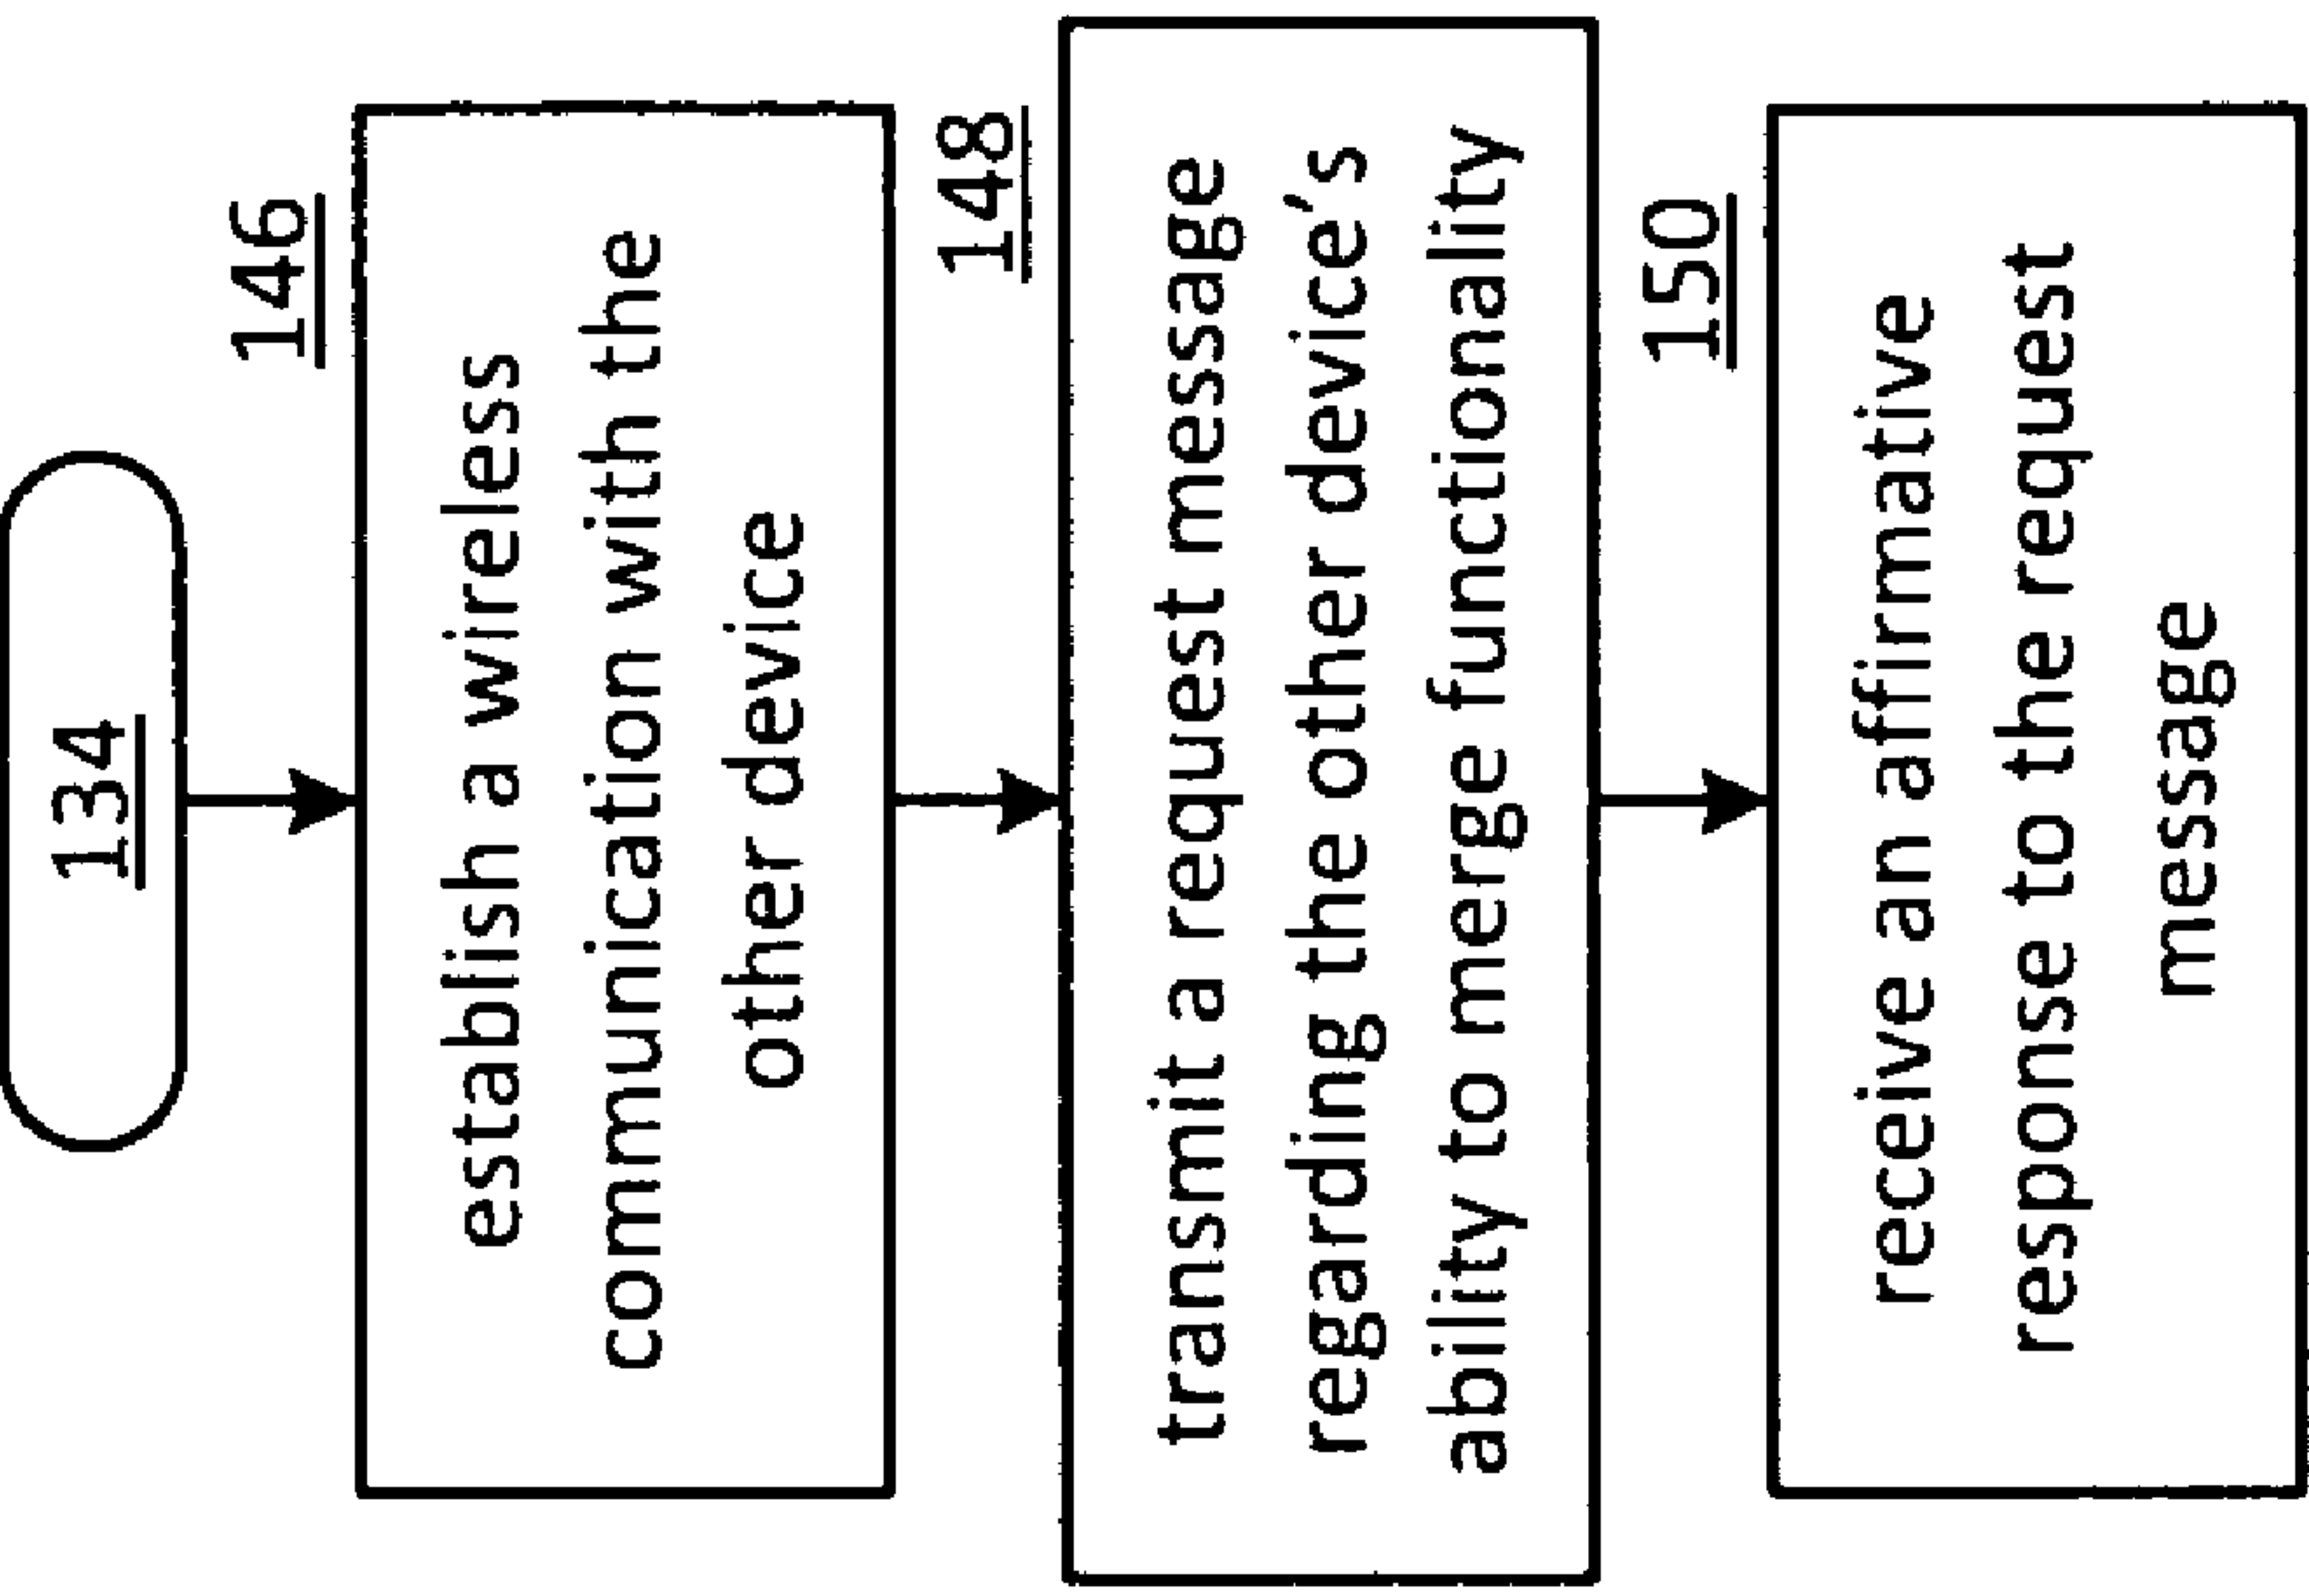 134
146
establish a wireless
communication with the
other device
148
transmit a request message
regarding the other device's
ability to merge functionality
150
receive an affirmative
response to the request
message